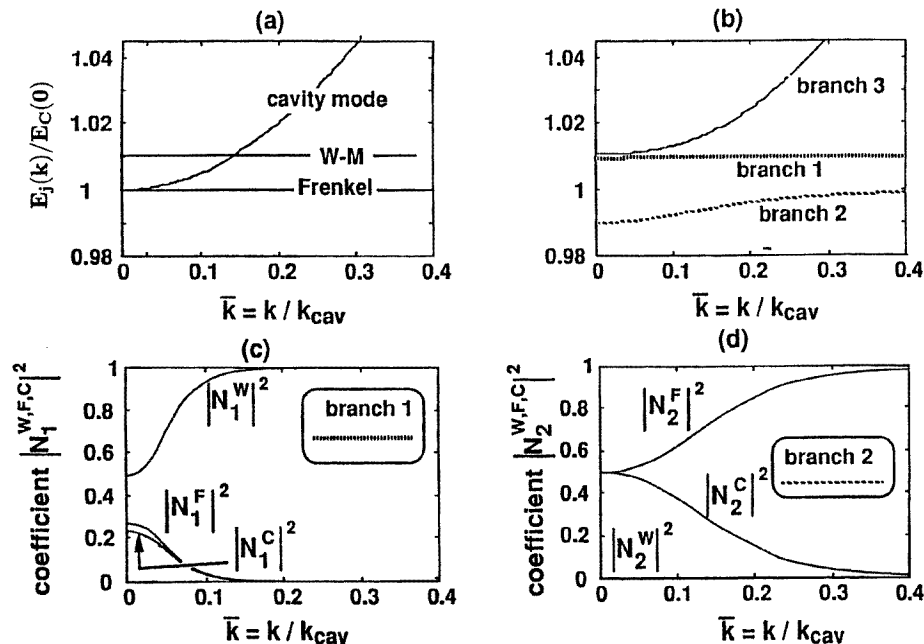 (a)
(b)
E_j(k)/E_C(0)
1.04
1.02
1
0.98
cavity mode
W-M
Frenkel
0 0.1 0.2 0.3 0.4
k̅ = k / k_cav
1.04
1.02
1
0.98
branch 3
branch 1
branch 2
0 0.1 0.2 0.3 0.4
k̅ = k / k_cav
(c)
(d)
coefficient |N_1^{W,F,C}|^2
1
0.8
0.6
0.4
0.2
0
|N_1^W|^2
branch 1
|N_1^F|^2
|N_1^C|^2
0 0.1 0.2 0.3 0.4
k̅ = k / k_cav
coefficient |N_2^{W,F,C}|^2
1
0.8
0.6
0.4
0.2
0
|N_2^F|^2
branch 2
|N_2^C|^2
|N_2^W|^2
0 0.1 0.2 0.3 0.4
k̅ = k / k_cav